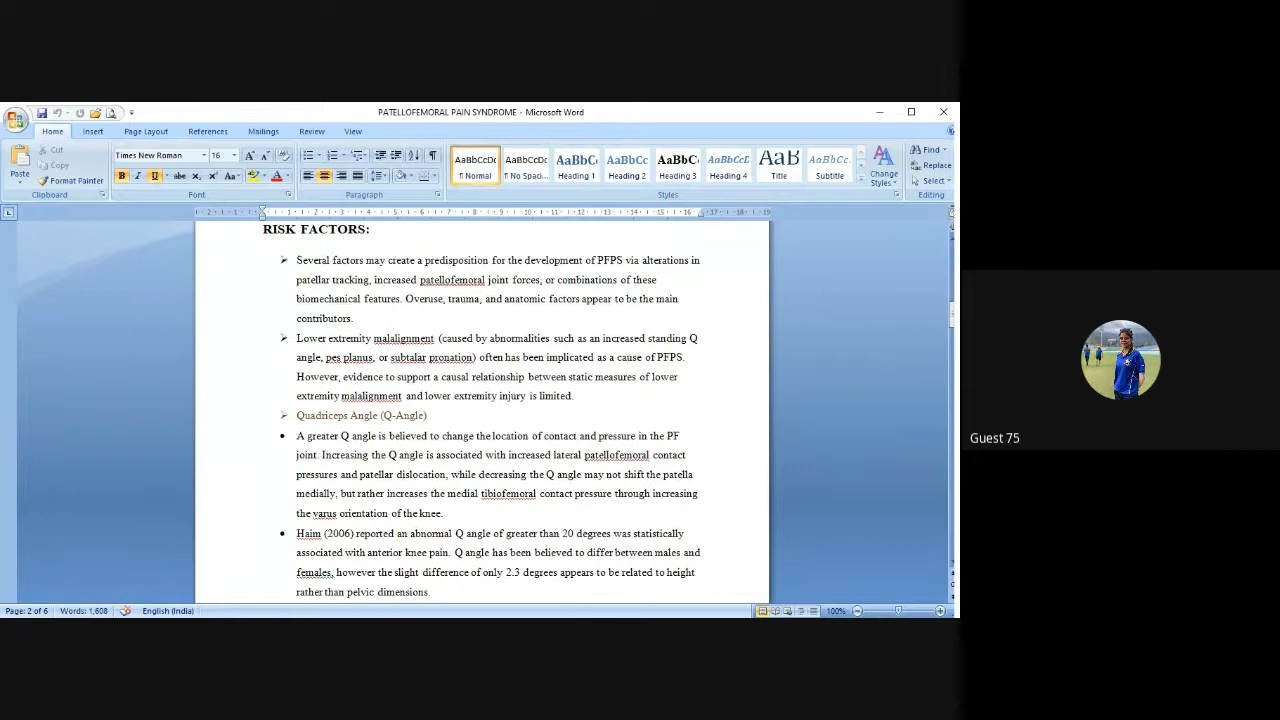 PATELLOFEMORAL PAIN SYNDROME - Microsoft Word
Home Insert Page Layout References Mailings Review View
Cut
Copy
Format Painter
Paste
Clipboard
Times New Roman 16
Font
Paragraph
AaBbCcDc AaBbCcDc AaBbC AaBbCc AaBbC AaBbCcD AaB AaBbCc.
¶ Normal ¶ No Spaci... Heading 1 Heading 2 Heading 3 Heading 4 Title Subtitle
Change Styles
Styles
Find
Replace
Select
Editing
RISK FACTORS:
Several factors may create a predisposition for the development of PFPS via alterations in
patellar tracking, increased patellofemoral joint forces, or combinations of these
biomechanical features. Overuse, trauma, and anatomic factors appear to be the main
contributors.
Lower extremity malalignment (caused by abnormalities such as an increased standing Q
angle, pes planus, or subtalar pronation) often has been implicated as a cause of PFPS.
However, evidence to support a causal relationship between static measures of lower
extremity malalignment and lower extremity injury is limited.
Quadriceps Angle (Q-Angle)
A greater Q angle is believed to change the location of contact and pressure in the PF
joint. Increasing the Q angle is associated with increased lateral patellofemoral contact
pressures and patellar dislocation, while decreasing the Q angle may not shift the patella
medially, but rather increases the medial tibiofemoral contact pressure through increasing
the varus orientation of the knee.
Haim (2006) reported an abnormal Q angle of greater than 20 degrees was statistically
associated with anterior knee pain. Q angle has been believed to differ between males and
females, however the slight difference of only 2.3 degrees appears to be related to height
rather than pelvic dimensions.
Page: 2 of 6 Words: 1,608 English (India) 100%
Guest 75